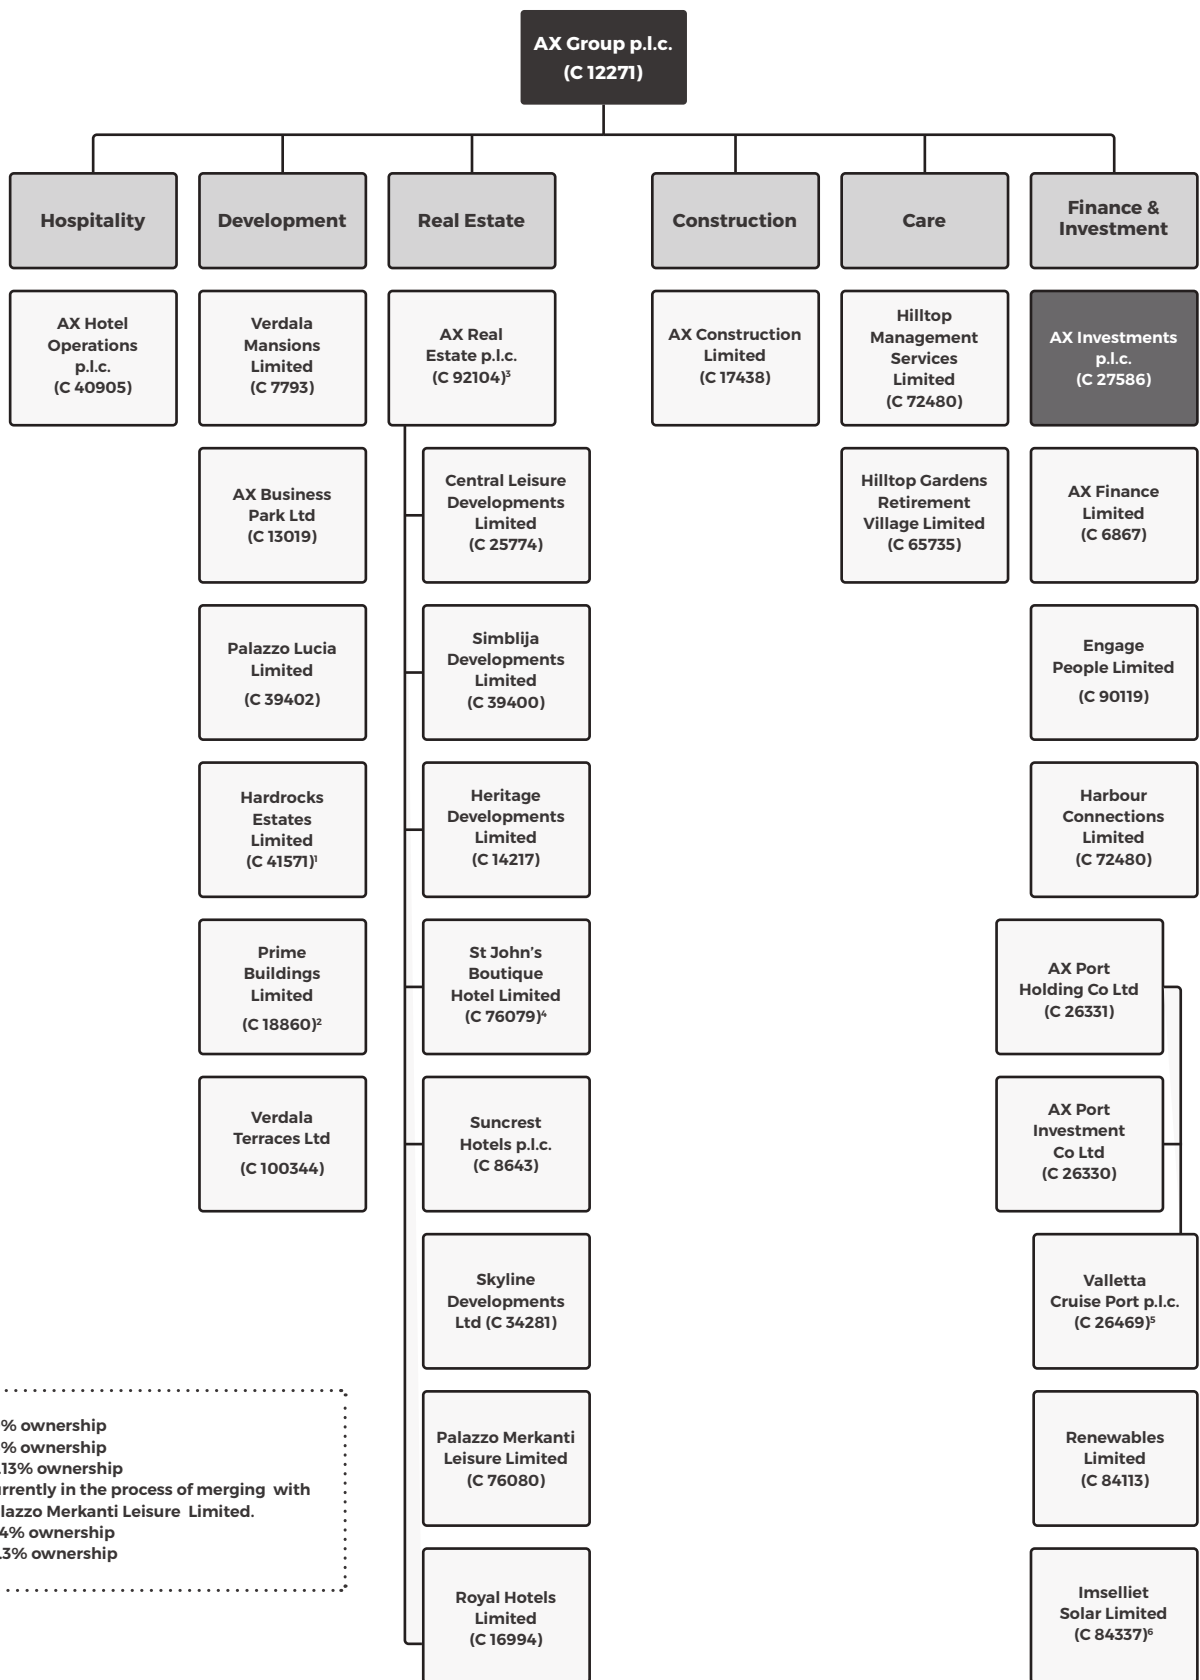 AX Group p.l.c.
(C 12271)
Hospitality
Development
Real Estate
Construction
Care
Finance &
Investment
AX Hotel
Operations
p.l.c.
(C 40905)
Verdala
Mansions
Limited
(C 7793)
AX Real
Estate p.l.c.
(C 92104)³
AX Construction
Limited
(C 17438)
Hilltop
Management
Services
Limited
(C 72480)
AX Investments
p.l.c.
(C 27586)
AX Business
Park Ltd
(C 13019)
Central Leisure
Developments
Limited
(C 25774)
Hilltop Gardens
Retirement
Village Limited
(C 65735)
AX Finance
Limited
(C 6867)
Palazzo Lucia
Limited
(C 39402)
Simblija
Developments
Limited
(C 39400)
Engage
People Limited
(C 90119)
Hardrocks
Estates
Limited
(C 41571)¹
Heritage
Developments
Limited
(C 14217)
Harbour
Connections
Limited
(C 72480)
Prime
Buildings
Limited
(C 18860)²
St John’s
Boutique
Hotel Limited
(C 76079)⁴
AX Port
Holding Co Ltd
(C 26331)
Verdala
Terraces Ltd
(C 100344)
Suncrest
Hotels p.l.c.
(C 8643)
AX Port
Investment
Co Ltd
(C 26330)
Skyline
Developments
Ltd (C 34281)
Valletta
Cruise Port p.l.c.
(C 26469)⁵
Palazzo Merkanti
Leisure Limited
(C 76080)
Renewables
Limited
(C 84113)
Royal Hotels
Limited
(C 16994)
Imselliet
Solar Limited
(C 84337)⁶
% ownership
% ownership
13% ownership
in the process of merging with
Merkanti Leisure Limited.
4% ownership
.3% ownership